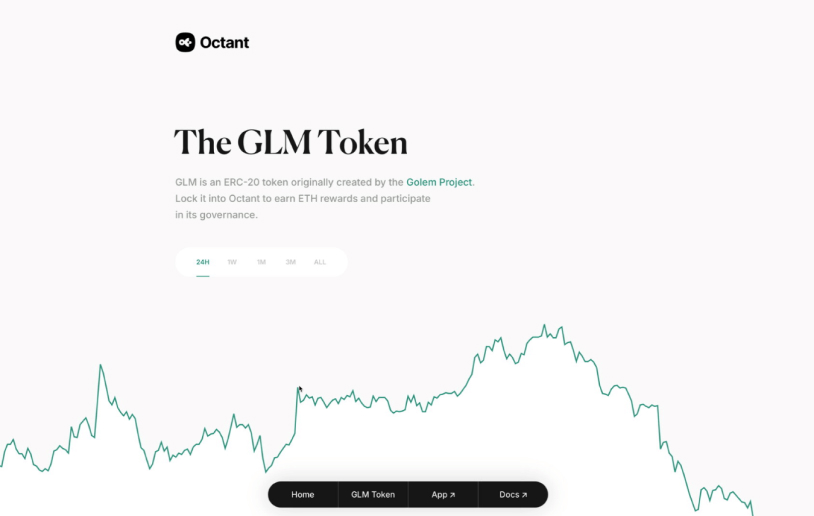 Octant
The GLM Token
GLM is an ERC-20 token originally created by the Golem Project.
Lock it into Octant to earn ETH rewards and participate
in its governance.
24H 1W 1M 3M ALL
Home GLM Token App ↗ Docs ↗